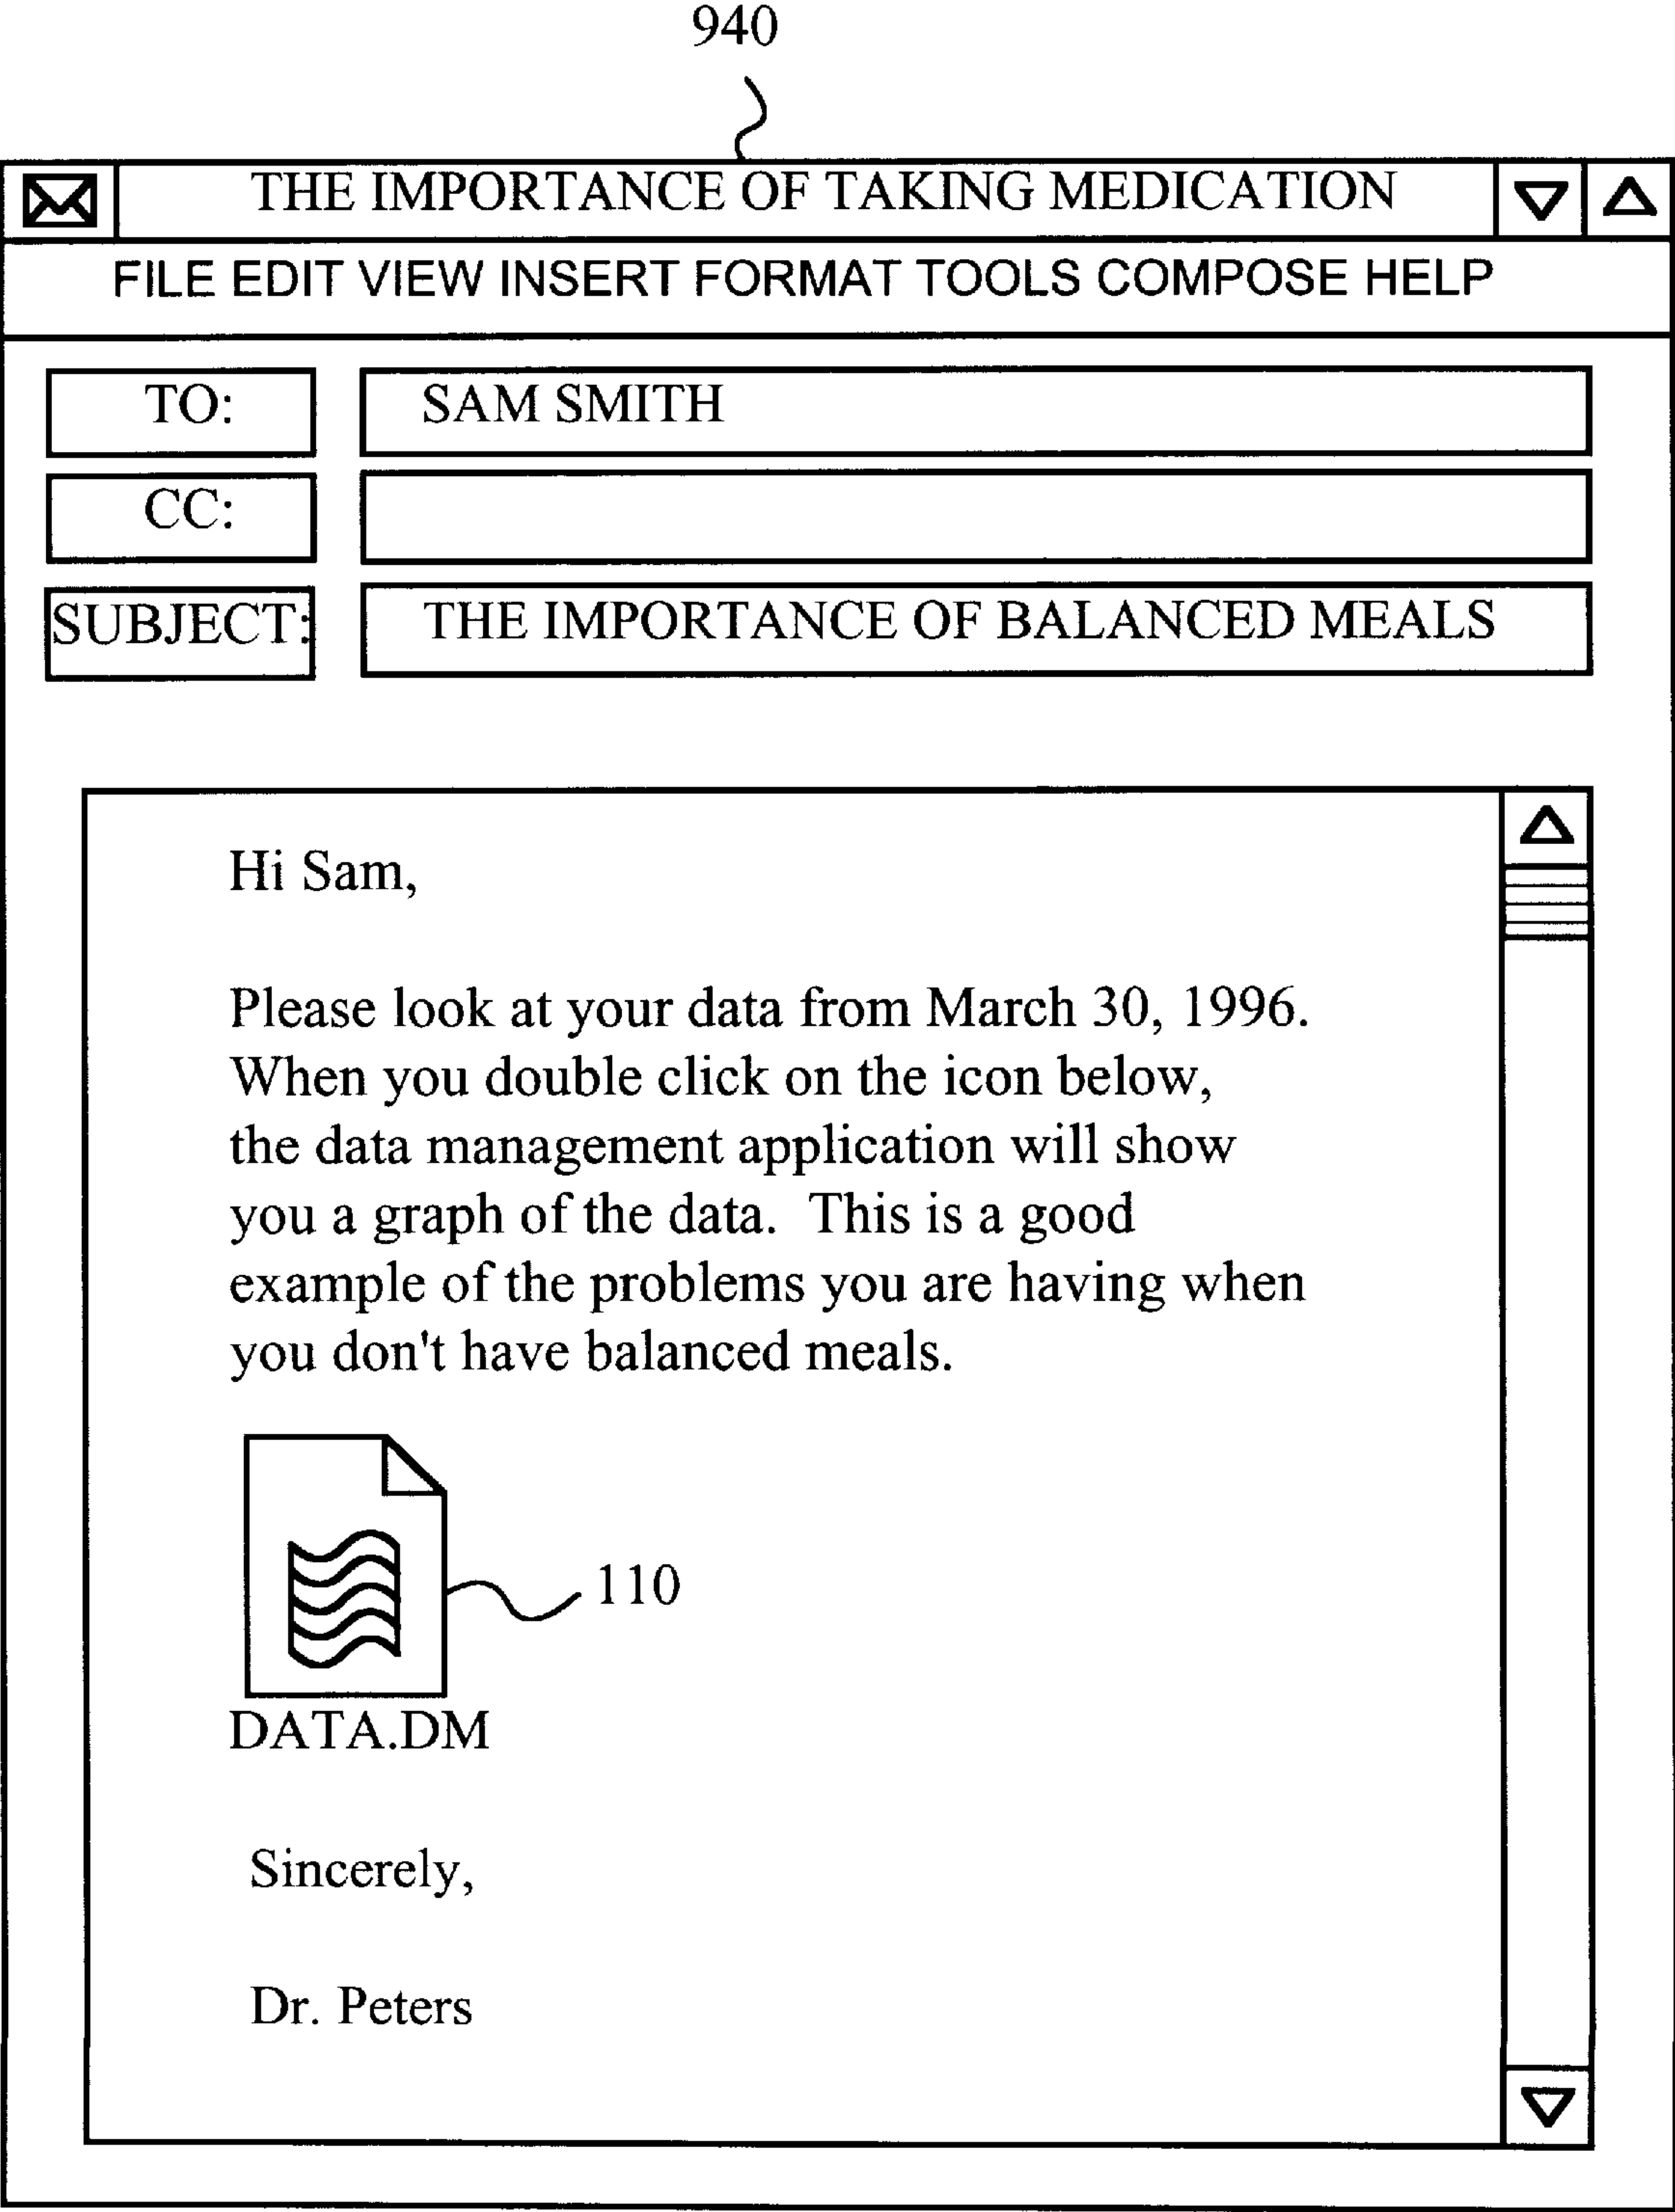 940
THE IMPORTANCE OF TAKING MEDICATION
FILE EDIT VIEW INSERT FORMAT TOOLS COMPOSE HELP
TO: SAM SMITH
CC:
SUBJECT: THE IMPORTANCE OF BALANCED MEALS
Hi Sam,
Please look at your data from March 30, 1996.
When you double click on the icon below,
the data management application will show
you a graph of the data.  This is a good
example of the problems you are having when
you don't have balanced meals.
110
DATA.DM
Sincerely,
Dr. Peters